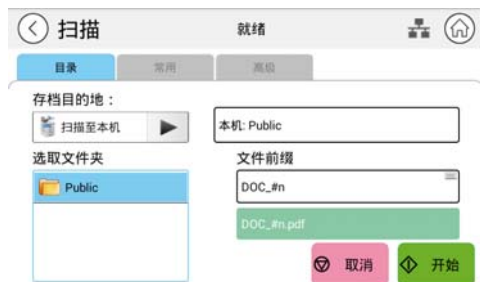 扫描 就绪
目录 常用 高级
存档目的地：
扫描至本机 本机: Public
选取文件夹 文件前缀
Public DOC_#n
DOC_#n.pdf
取消 开始